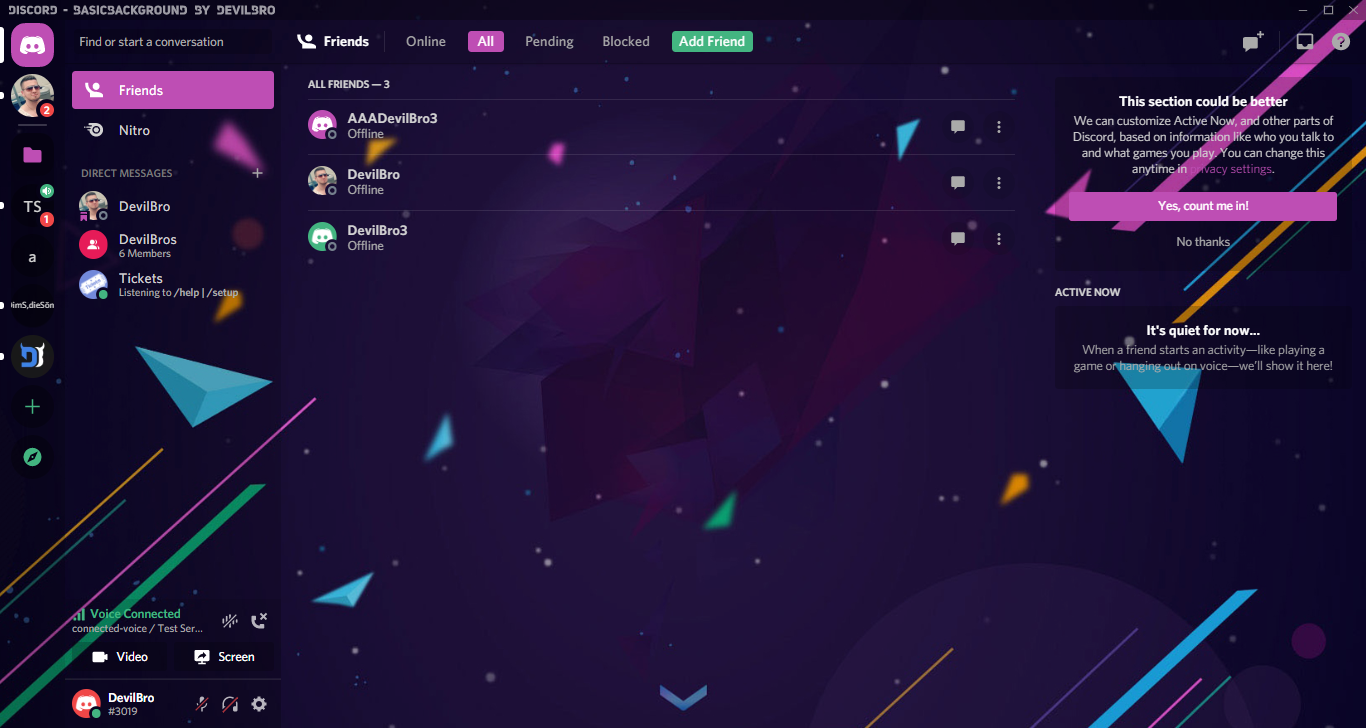 DISCORD - BASICBACKGROUND BY DEVILBRO
Find or start a conversation
Friends
Online
All
Pending
Blocked
Add Friend
2
TS
1
a
Friends
Nitro
DIRECT MESSAGES
DevilBro
DevilBros
6 Members
Tickets
Listening to /help | /setup
Voice Connected
connected-voice / Test Ser...
Video
Screen
DevilBro
#3019
ALL FRIENDS — 3
AAADevilBro3
Offline
DevilBro
Offline
DevilBro3
Offline
This section could be better
We can customize Active Now, and other parts of
Discord, based on information like who you talk to
and what games you play. You can change this
anytime in privacy settings.
Yes, count me in!
No thanks
ACTIVE NOW
It's quiet for now...
When a friend starts an activity—like playing a
game or hanging out on voice—we'll show it here!